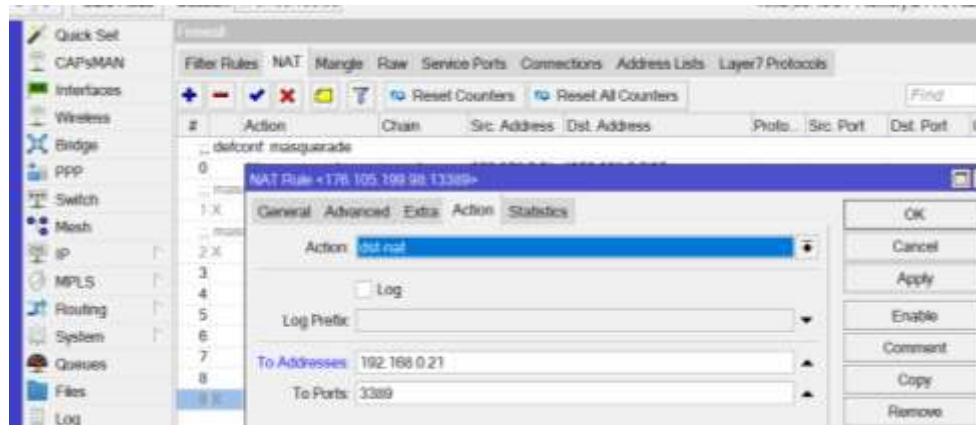 Quick Set
CAPsMAN
Interfaces
Wireless
Bridge
PPP
Switch
Mesh
IP
MPLS
Routing
System
Queues
Files
Log
Firewall
Filter Rules NAT Mangle Raw Service Ports Connections Address Lists Layer7 Protocols
Reset Counters Reset All Counters Find
# Action Chain Src. Address Dst. Address Proto... Src. Port Dst. Port
... defconf: masquerade
0
1 X
2 X
3
4
5
6
7
8
9 X
NAT Rule <176.105.199.98:13389>
General Advanced Extra Action Statistics
Action: dst-nat
Log
Log Prefix:
To Addresses: 192.168.0.21
To Ports: 3389
OK
Cancel
Apply
Enable
Comment
Copy
Remove